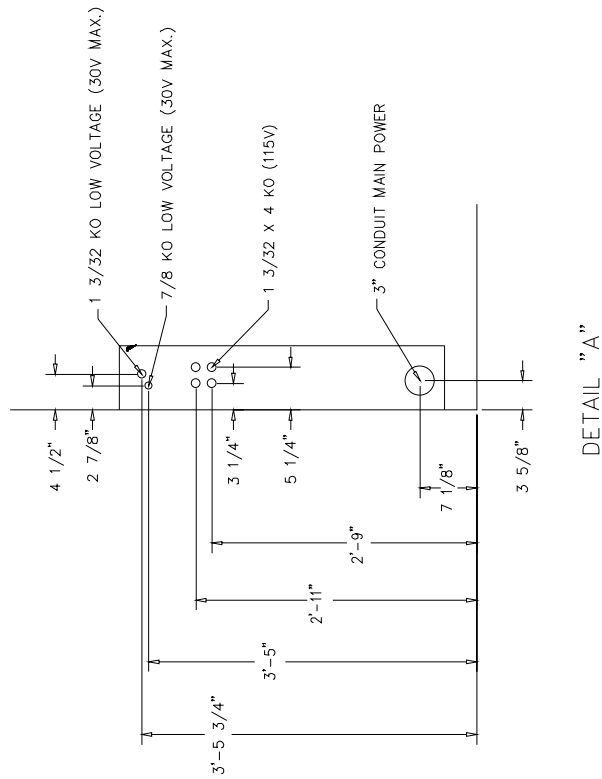 1 3/32 KO LOW VOLTAGE (30V MAX.)
7/8 KO LOW VOLTAGE (30V MAX.)
1 3/32 X 4 KO (115V)
3" CONDUIT MAIN POWER
4 1/2"
2 7/8"
3 1/4"
5 1/4"
7 1/8"
3 5/8"
2'-9"
2'-11"
3'-5"
3'-5 3/4"
DETAIL "A"